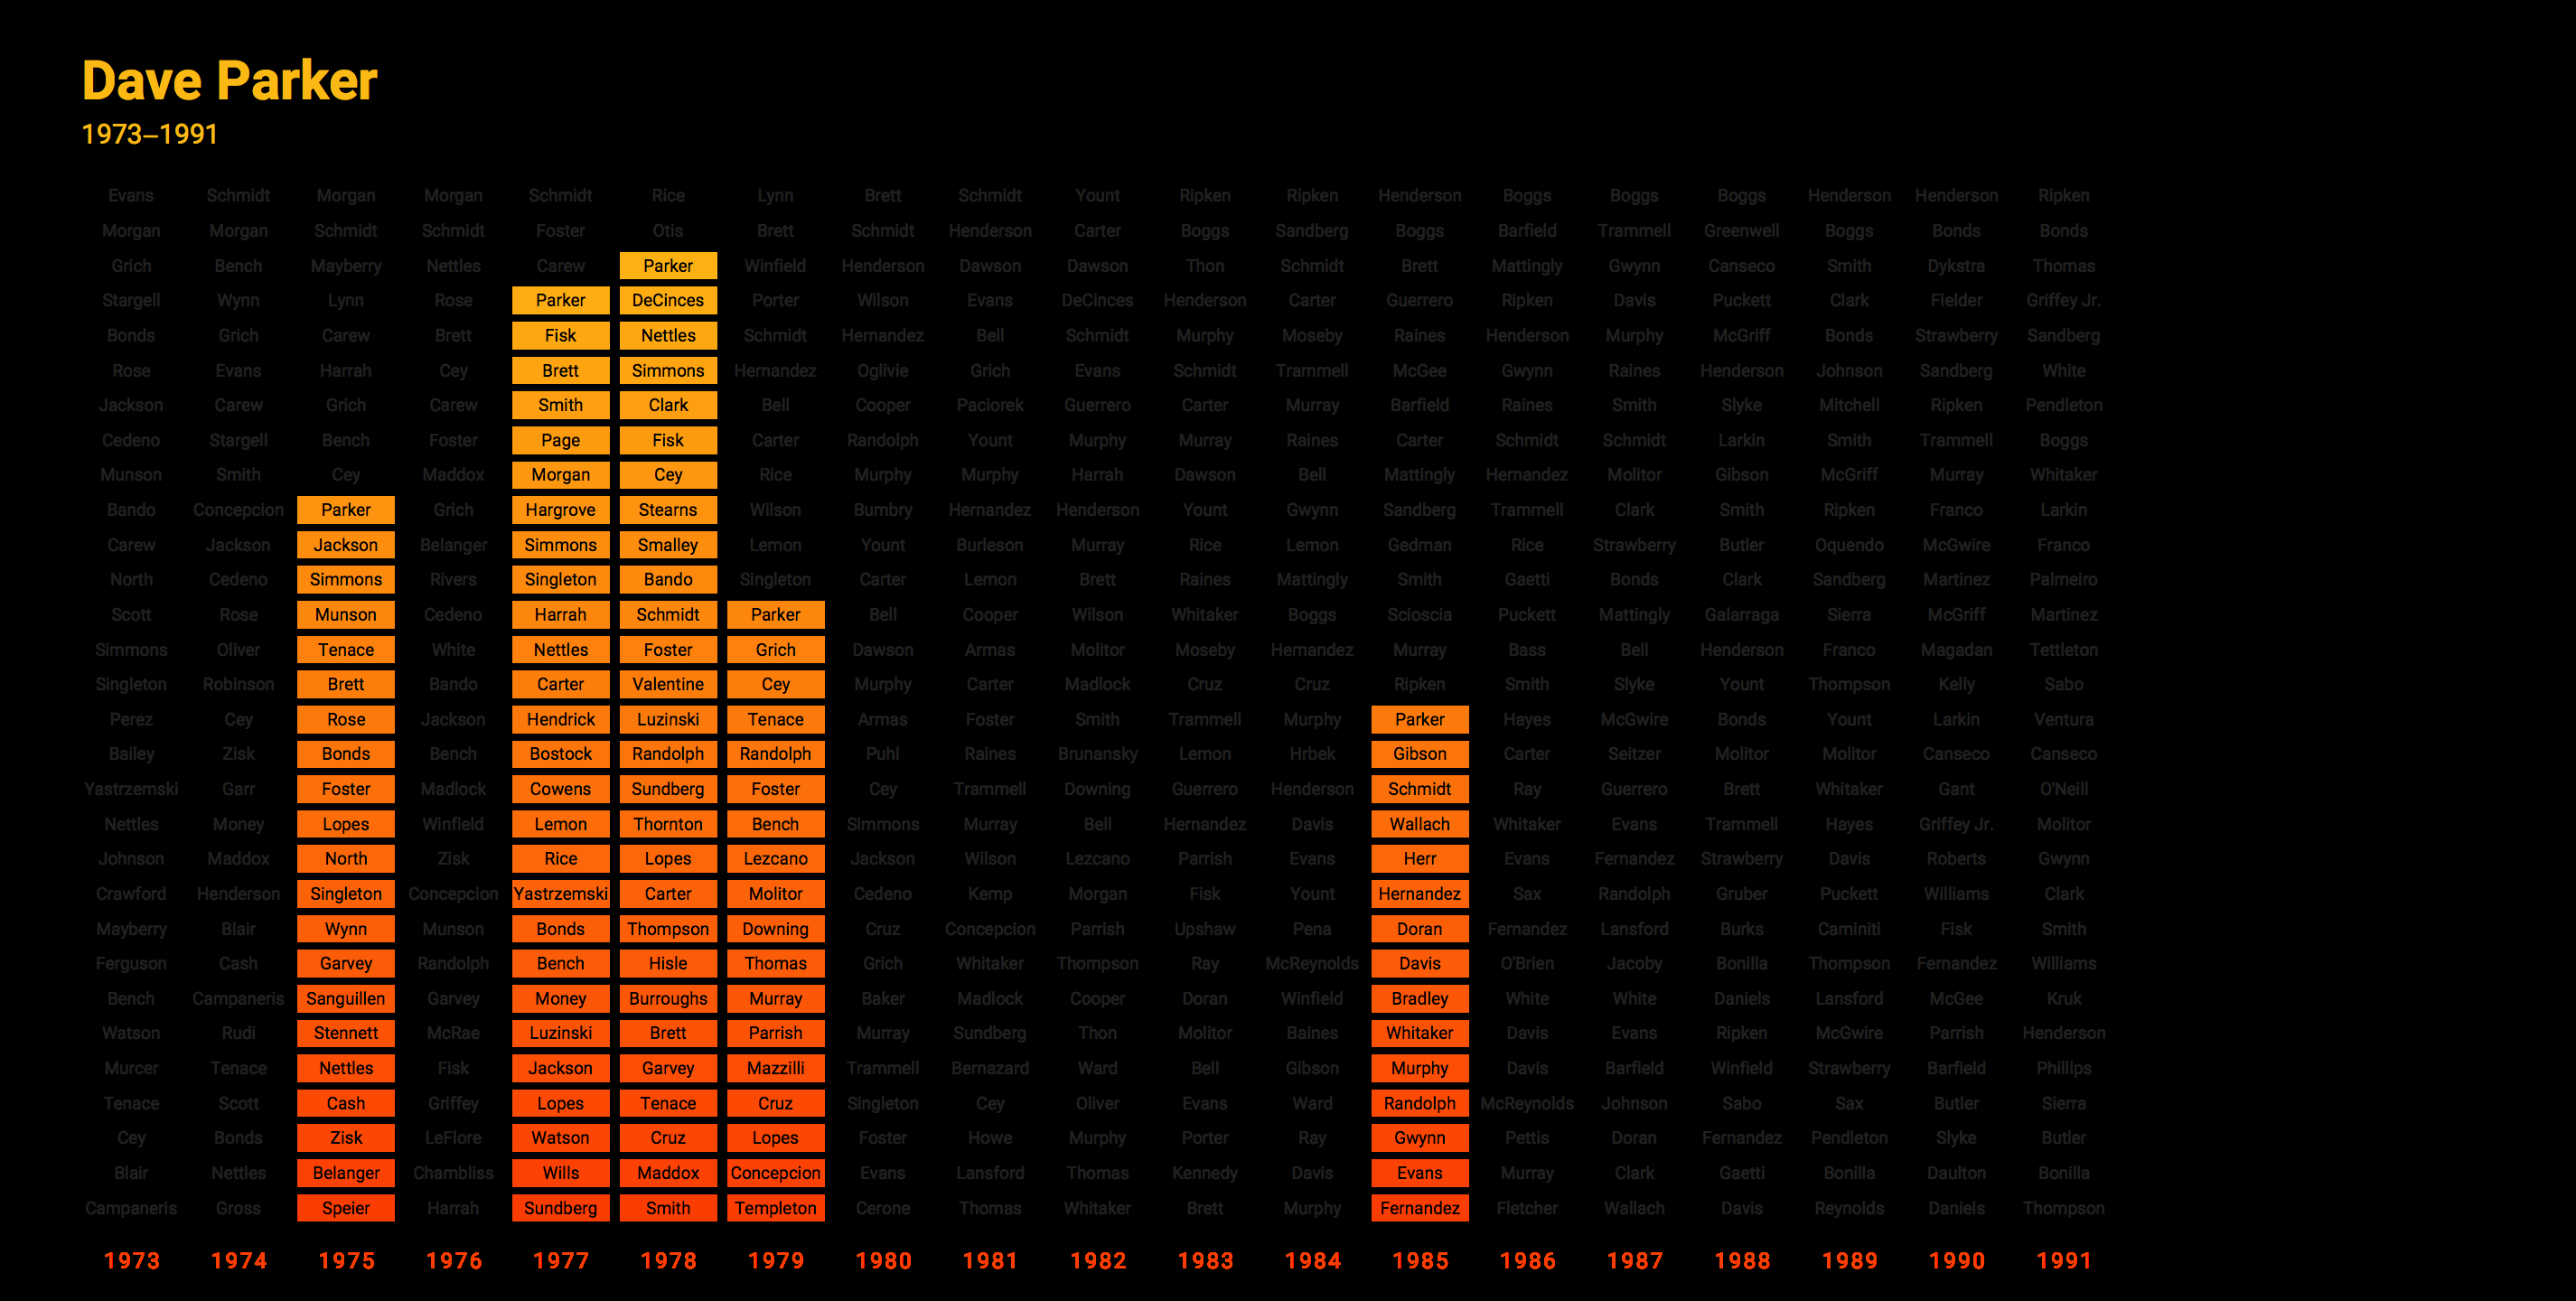 Dave Parker
1973–1991
Evans Schmidt Morgan Morgan Schmidt Rice Lynn Brett Schmidt Yount Ripken Ripken Henderson Boggs Boggs Boggs Henderson Henderson Ripken
Morgan Morgan Schmidt Schmidt Foster Otis Brett Schmidt Henderson Carter Boggs Sandberg Boggs Barfield Trammell Greenwell Boggs Bonds Bonds
Grich Bench Mayberry Nettles Carew Parker Winfield Henderson Dawson Dawson Thon Schmidt Brett Mattingly Gwynn Canseco Smith Dykstra Thomas
Stargell Wynn Lynn Rose Parker DeCinces Porter Wilson Evans DeCinces Henderson Carter Guerrero Ripken Davis Puckett Clark Fielder Griffey Jr.
Bonds Grich Carew Brett Fisk Nettles Schmidt Hernandez Bell Schmidt Murphy Moseby Raines Henderson Murphy McGriff Bonds Strawberry Sandberg
Rose Evans Harrah Cey Brett Simmons Hernandez Oglivie Grich Evans Schmidt Trammell McGee Gwynn Raines Henderson Johnson Sandberg White
Jackson Carew Grich Carew Smith Clark Bell Cooper Paciorek Guerrero Carter Murray Barfield Raines Smith Slyke Mitchell Ripken Pendleton
Cedeno Stargell Bench Foster Page Fisk Carter Randolph Yount Murphy Murray Raines Carter Schmidt Schmidt Larkin Smith Trammell Boggs
Munson Smith Cey Maddox Morgan Cey Rice Murphy Murphy Harrah Dawson Bell Mattingly Hernandez Molitor Gibson McGriff Murray Whitaker
Bando Concepcion Parker Grich Hargrove Stearns Wilson Bumbry Hernandez Henderson Yount Gwynn Sandberg Trammell Clark Smith Ripken Franco Larkin
Carew Jackson Jackson Belanger Simmons Smalley Lemon Yount Burleson Murray Rice Lemon Gedman Rice Strawberry Butler Oquendo McGwire Franco
North Cedeno Simmons Rivers Singleton Bando Singleton Carter Lemon Brett Raines Mattingly Smith Gaetti Bonds Clark Sandberg Martinez Palmeiro
Scott Rose Munson Cedeno Harrah Schmidt Parker Bell Cooper Wilson Whitaker Boggs Scioscia Puckett Mattingly Galarraga Sierra McGriff Martinez
Simmons Oliver Tenace White Nettles Foster Grich Dawson Armas Molitor Moseby Hernandez Murray Bass Bell Henderson Franco Magadan Tettleton
Singleton Robinson Brett Bando Carter Valentine Cey Murphy Carter Madlock Cruz Cruz Ripken Smith Slyke Yount Thompson Kelly Sabo
Perez Cey Rose Jackson Hendrick Luzinski Tenace Armas Foster Smith Trammell Murphy Parker Hayes McGwire Bonds Yount Larkin Ventura
Bailey Zisk Bonds Bench Bostock Randolph Randolph Puhl Raines Brunansky Lemon Hrbek Gibson Carter Seitzer Molitor Molitor Canseco Canseco
Yastrzemski Garr Foster Madlock Cowens Sundberg Foster Cey Trammell Downing Guerrero Henderson Schmidt Ray Guerrero Brett Whitaker Gant O'Neill
Nettles Money Lopes Winfield Lemon Thornton Bench Simmons Murray Bell Hernandez Davis Wallach Whitaker Evans Trammell Hayes Griffey Jr. Molitor
Johnson Maddox North Zisk Rice Lopes Lezcano Jackson Wilson Lezcano Parrish Evans Herr Evans Fernandez Strawberry Davis Roberts Gwynn
Crawford Henderson Singleton Concepcion Yastrzemski Carter Molitor Cedeno Kemp Morgan Fisk Yount Hernandez Sax Randolph Gruber Puckett Williams Clark
Mayberry Blair Wynn Munson Bonds Thompson Downing Cruz Concepcion Parrish Upshaw Pena Doran Fernandez Lansford Burks Caminiti Fisk Smith
Ferguson Cash Garvey Randolph Bench Hisle Thomas Grich Whitaker Thompson Ray McReynolds Davis O'Brien Jacoby Bonilla Thompson Fernandez Williams
Bench Campaneris Sanguillen Garvey Money Burroughs Murray Baker Madlock Cooper Doran Winfield Bradley White White Daniels Lansford McGee Kruk
Watson Rudi Stennett McRae Luzinski Brett Parrish Murray Sundberg Thon Molitor Baines Whitaker Davis Evans Ripken McGwire Parrish Henderson
Murcer Tenace Nettles Fisk Jackson Garvey Mazzilli Trammell Bernazard Ward Bell Gibson Murphy Davis Barfield Winfield Strawberry Barfield Phillips
Tenace Scott Cash Griffey Lopes Tenace Cruz Singleton Cey Oliver Evans Ward Randolph McReynolds Johnson Sabo Sax Butler Sierra
Cey Bonds Zisk LeFlore Watson Cruz Lopes Foster Howe Murphy Porter Ray Gwynn Pettis Doran Fernandez Pendleton Slyke Butler
Blair Nettles Belanger Chambliss Wills Maddox Concepcion Evans Lansford Thomas Kennedy Davis Evans Murray Clark Gaetti Bonilla Daulton Bonilla
Campaneris Gross Speier Harrah Sundberg Smith Templeton Cerone Thomas Whitaker Brett Murphy Fernandez Fletcher Wallach Davis Reynolds Daniels Thompson
1973 1974 1975 1976 1977 1978 1979 1980 1981 1982 1983 1984 1985 1986 1987 1988 1989 1990 1991